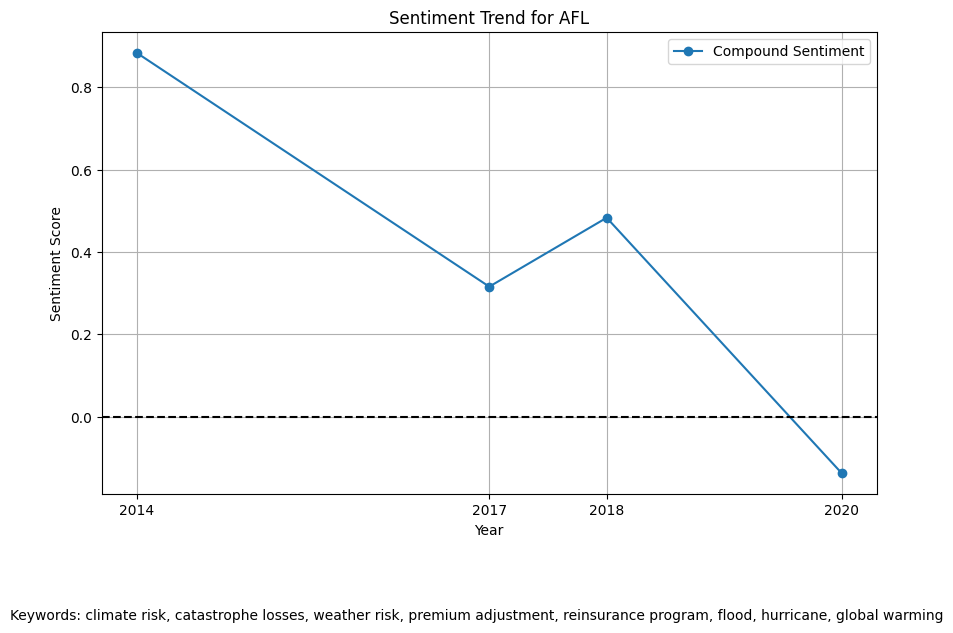 Sentiment Trend for AFL
Compound Sentiment
Sentiment Score
0.8
0.6
0.4
0.2
0.0
2014 2017 2018 2020
Year
Keywords: climate risk, catastrophe losses, weather risk, premium adjustment, reinsurance program, flood, hurricane, global warming